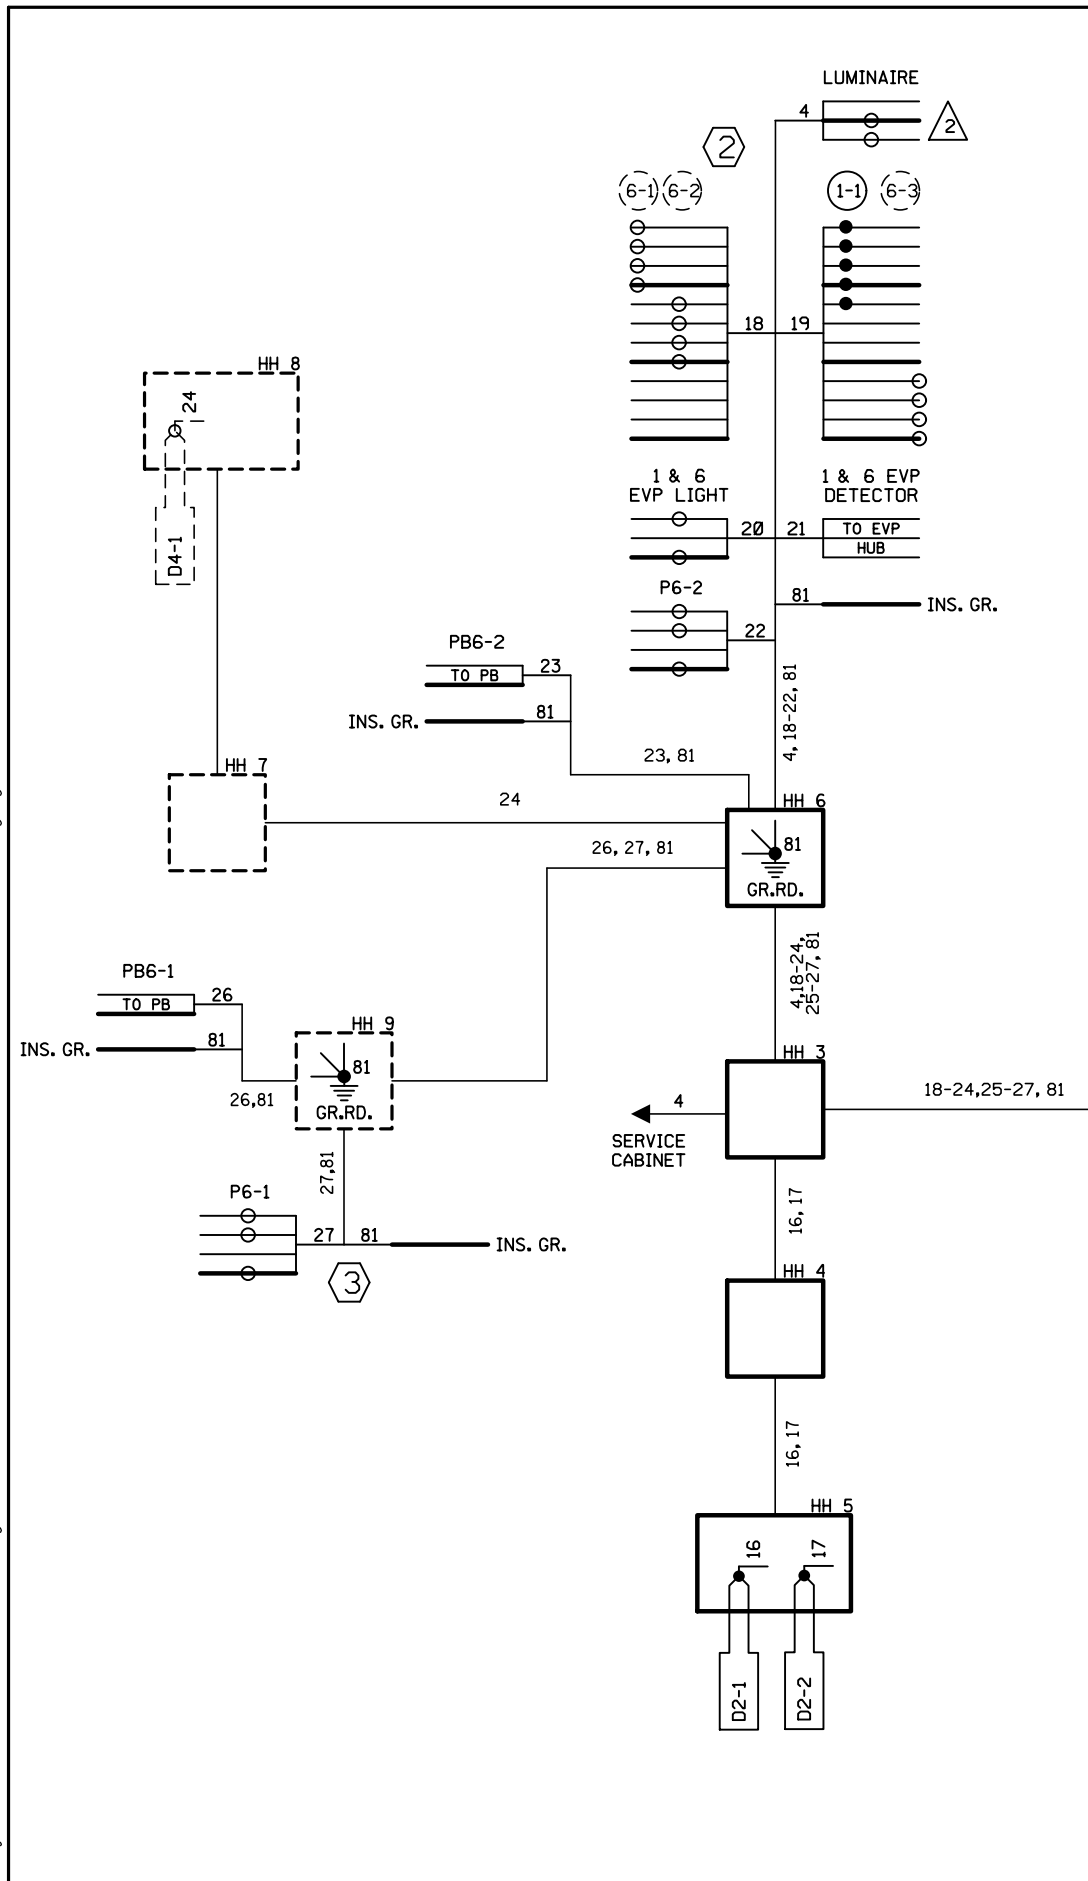 LUMINAIRE
4
2
2
6-1 6-2
1-1 6-3
18 19
HH 8
24
D4-1
1 & 6
EVP LIGHT
1 & 6 EVP
DETECTOR
20 21
TO EVP
HUB
P6-2
81
INS. GR.
22
PB6-2
TO PB
23
INS. GR.
81
4, 18-22, 81
23, 81
HH 7
24
HH 6
81
GR.RD.
26, 27, 81
4,18-24,
25-27, 81
PB6-1
TO PB
26
INS. GR.
81
26,81
HH 9
81
GR.RD.
HH 3
18-24,25-27, 81
4
SERVICE
CABINET
27,81
16,17
P6-1
27 81
INS. GR.
3
HH 4
16,17
HH 5
16 17
D2-1 D2-2